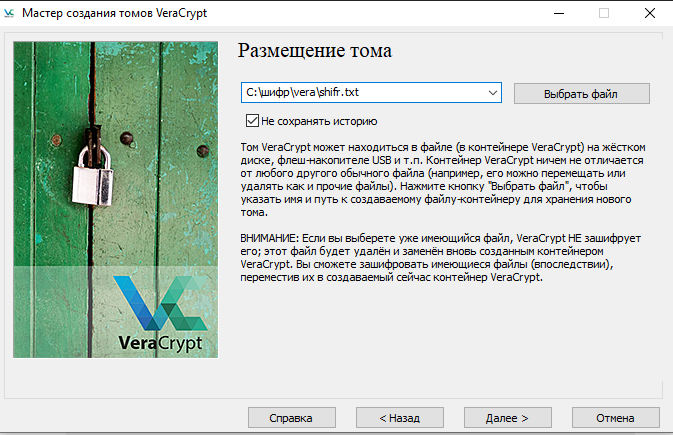 Мастер создания томов VeraCrypt
Размещение тома
C:\шифр\vera\shifr.txt
Выбрать файл
Не сохранять историю
Том VeraCrypt может находиться в файле (в контейнере VeraCrypt) на жёстком
диске, флеш-накопителе USB и т.п. Контейнер VeraCrypt ничем не отличается
от любого другого обычного файла (например, его можно перемещать или
удалять как и прочие файлы). Нажмите кнопку "Выбрать файл", чтобы
указать имя и путь к создаваемому файлу-контейнеру для хранения нового
тома.
ВНИМАНИЕ: Если вы выберете уже имеющийся файл, VeraCrypt НЕ зашифрует
его; этот файл будет удалён и заменён вновь созданным контейнером
VeraCrypt. Вы сможете зашифровать имеющиеся файлы (впоследствии),
переместив их в создаваемый сейчас контейнер VeraCrypt.
VeraCrypt
Справка
< Назад
Далее >
Отмена